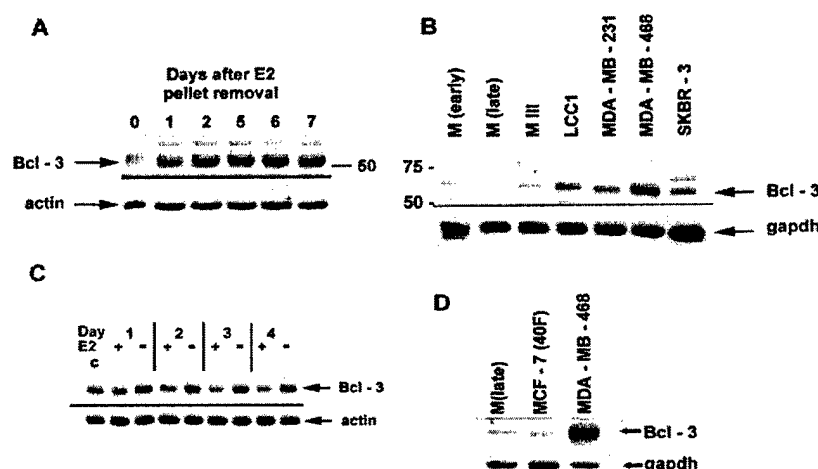 A
Days after E2
pellet removal
0 1 2 5 6 7
Bcl - 3
50
actin
B
M (early)
M (late)
M III
LCC1
MDA - MB - 231
MDA - MB - 468
SKBR - 3
75
50
Bcl - 3
gapdh
C
Day 1 2 3 4
E2 + - + - + - + -
c
Bcl - 3
actin
D
M(late)
MCF - 7 (40F)
MDA - MB - 468
Bcl - 3
gapdh